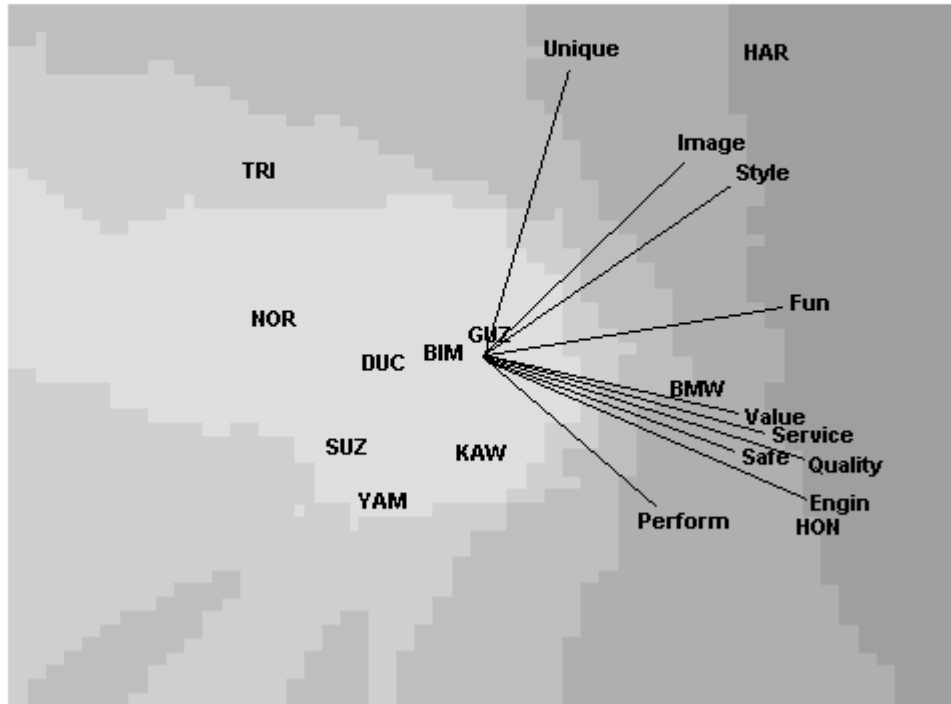 Unique
HAR
Image
TRI
Style
Fun
NOR
GUZ
BIM
DUC
BMW
Value
Service
SUZ
KAW
Safe
Quality
YAM
Engin
Perform
HON